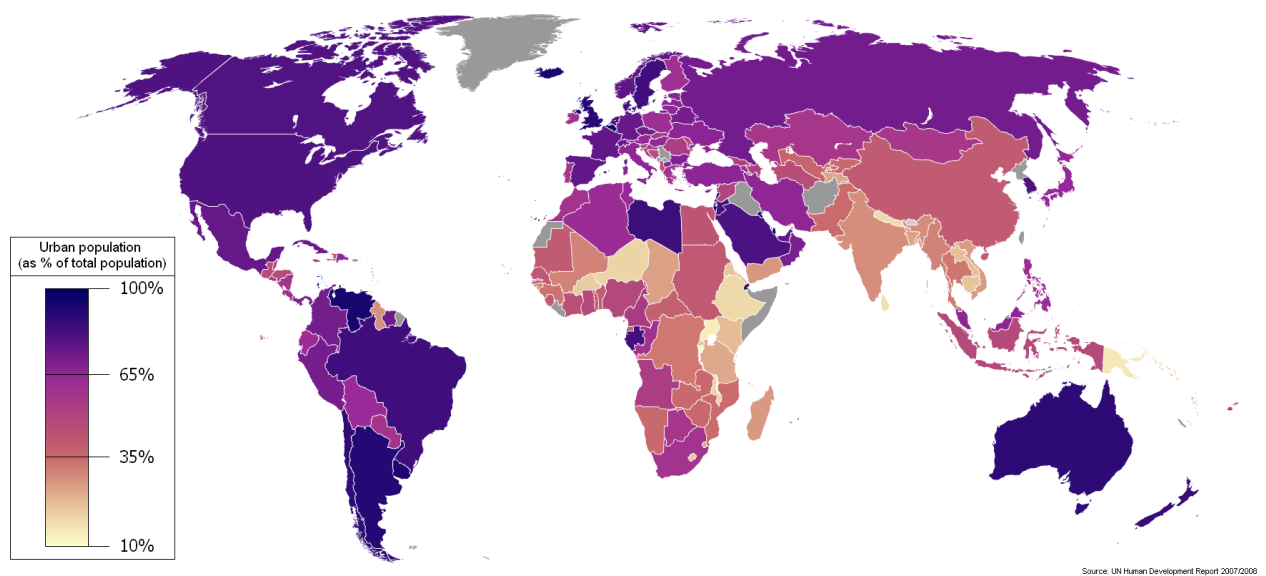 Urban population
(as % of total population)
100%
65%
35%
10%
Source: UN Human Development Report 2007/2008